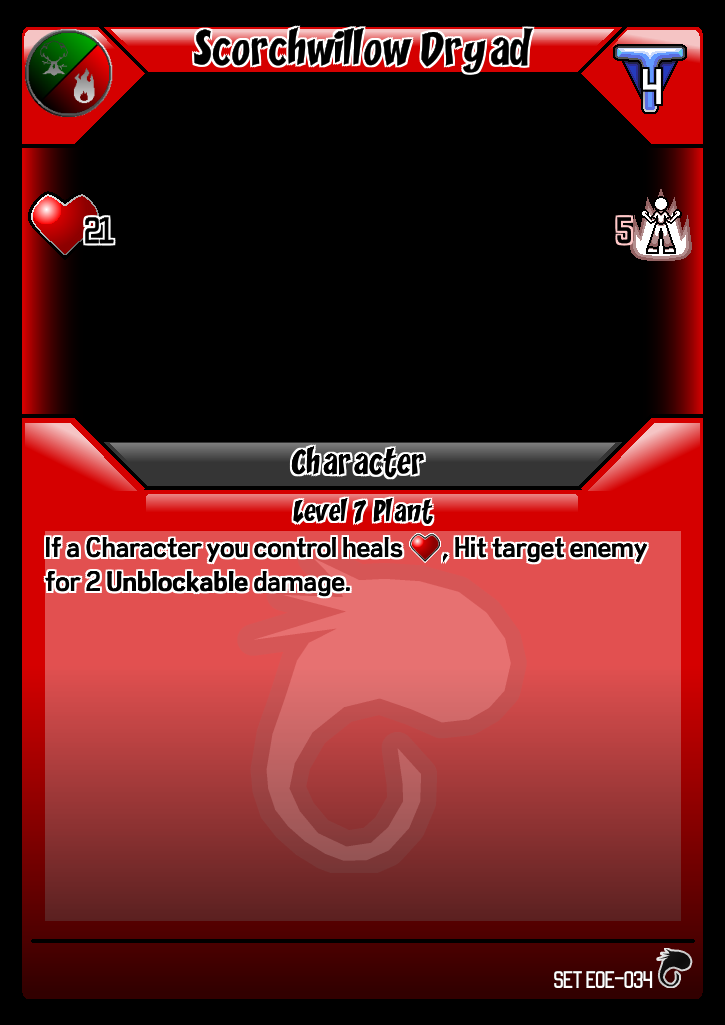 Scorchwillow Dryad
4
21
5
Character
Level 7 Plant
If a Character you control heals , Hit target enemy
for 2 Unblockable damage.
SET EOE-034